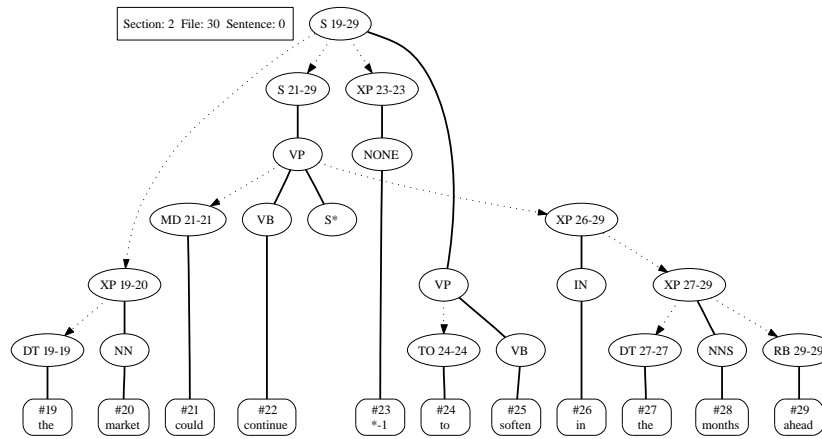 Section: 2 File: 30 Sentence: 0
S 19-29
S 21-29
XP 23-23
VP
NONE
MD 21-21
VB
S*
XP 26-29
XP 19-20
VP
IN
XP 27-29
DT 19-19
NN
TO 24-24
VB
DT 27-27
NNS
RB 29-29
#19
the
#20
market
#21
could
#22
continue
#23
*-1
#24
to
#25
soften
#26
in
#27
the
#28
months
#29
ahead